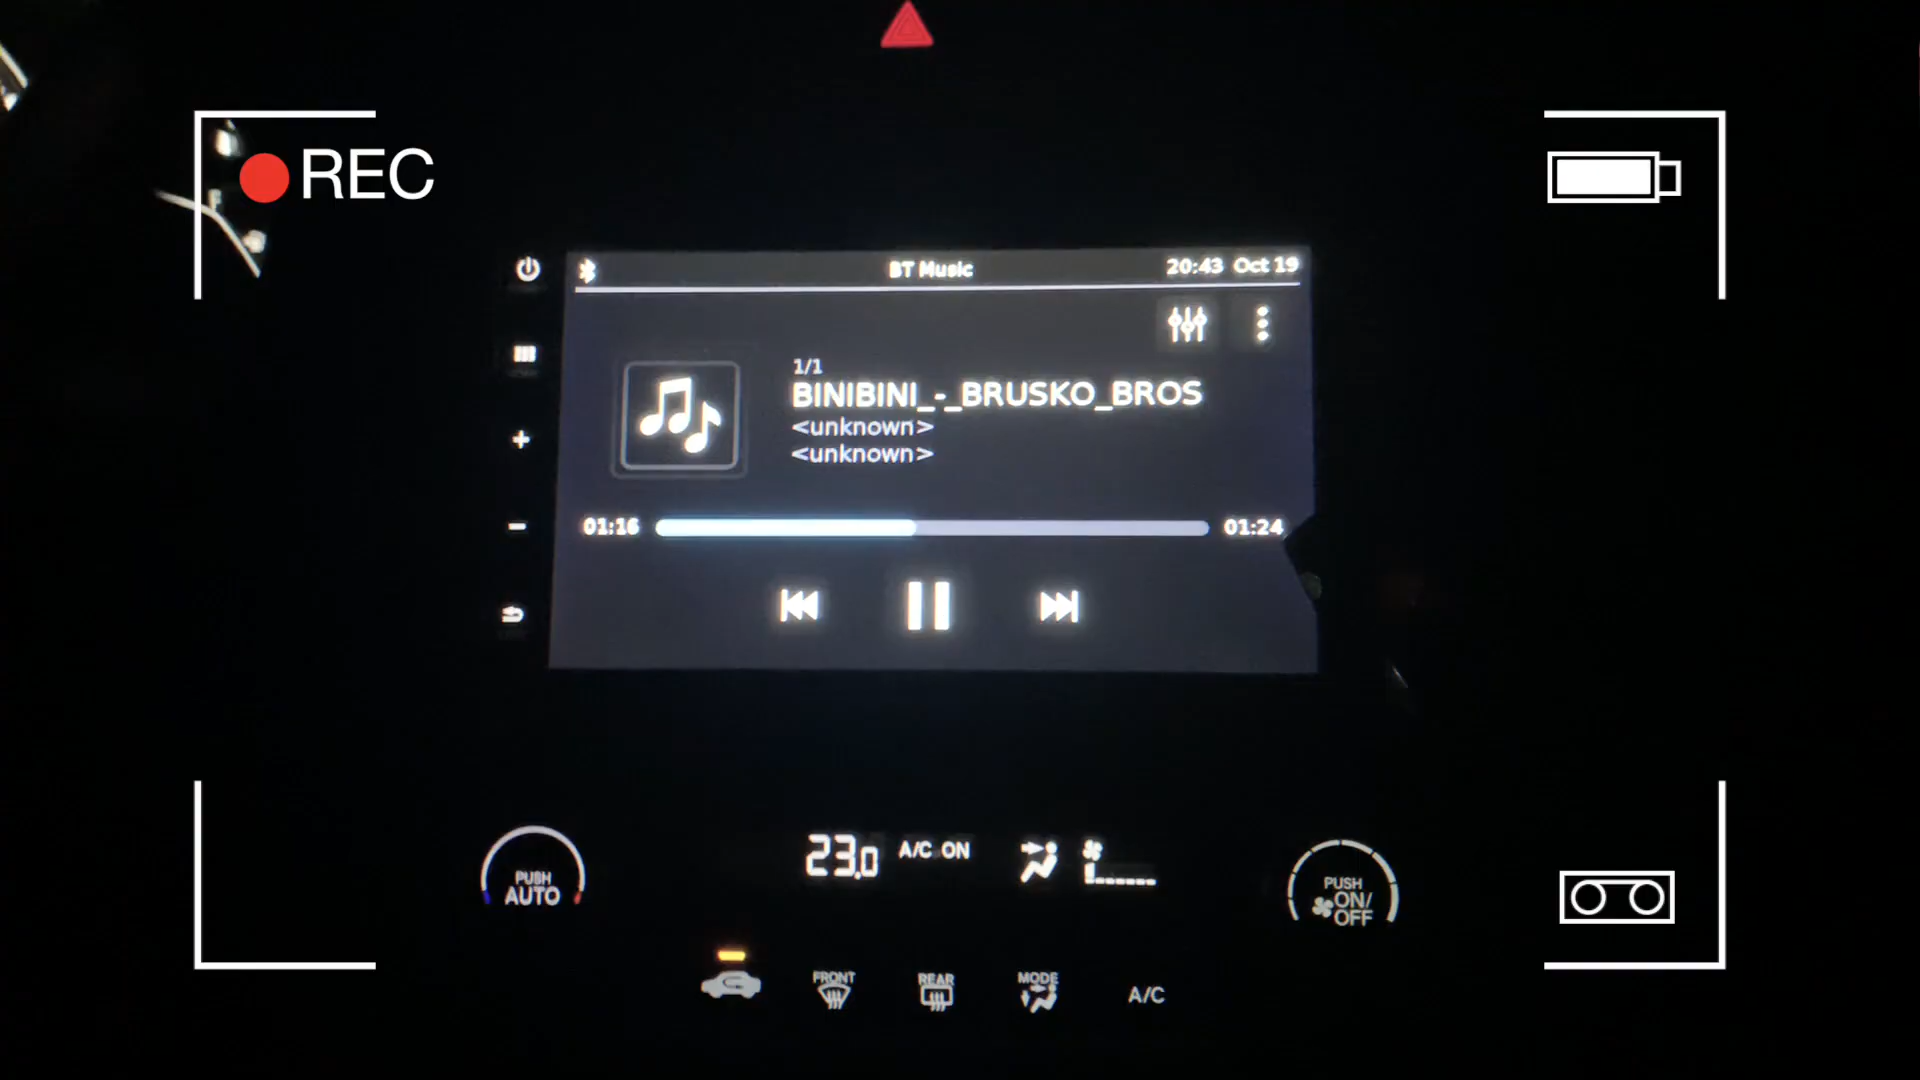 REC
BT Music
20:43 Oct 19
1/1
BINIBINI_-_BRUSKO_BROS
<unknown>
<unknown>
01:16
01:24
PUSH
AUTO
23.0
A/C ON
PUSH
ON/
OFF
FRONT
REAR
MODE
A/C